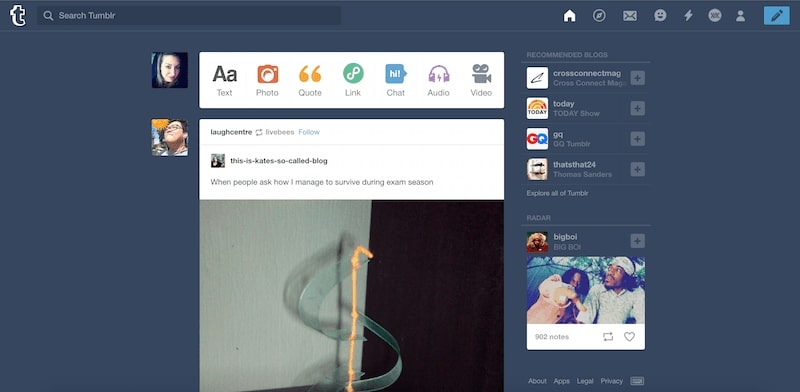 Search Tumblr
Aa
hi!
Text
Photo
Quote
Link
Chat
Audio
Video
laughcentre livebees Follow
this-is-kates-so-called-blog
When people ask how I manage to survive during exam season
RECOMMENDED BLOGS
crossconnectmag
Cross Connect Mag
TODAY
today
TODAY Show
GQ
gq
GQ Tumblr
thatsthat24
Thomas Sanders
Explore all of Tumblr
RADAR
bigboi
BIG BOI
902 notes
About Apps Legal Privacy